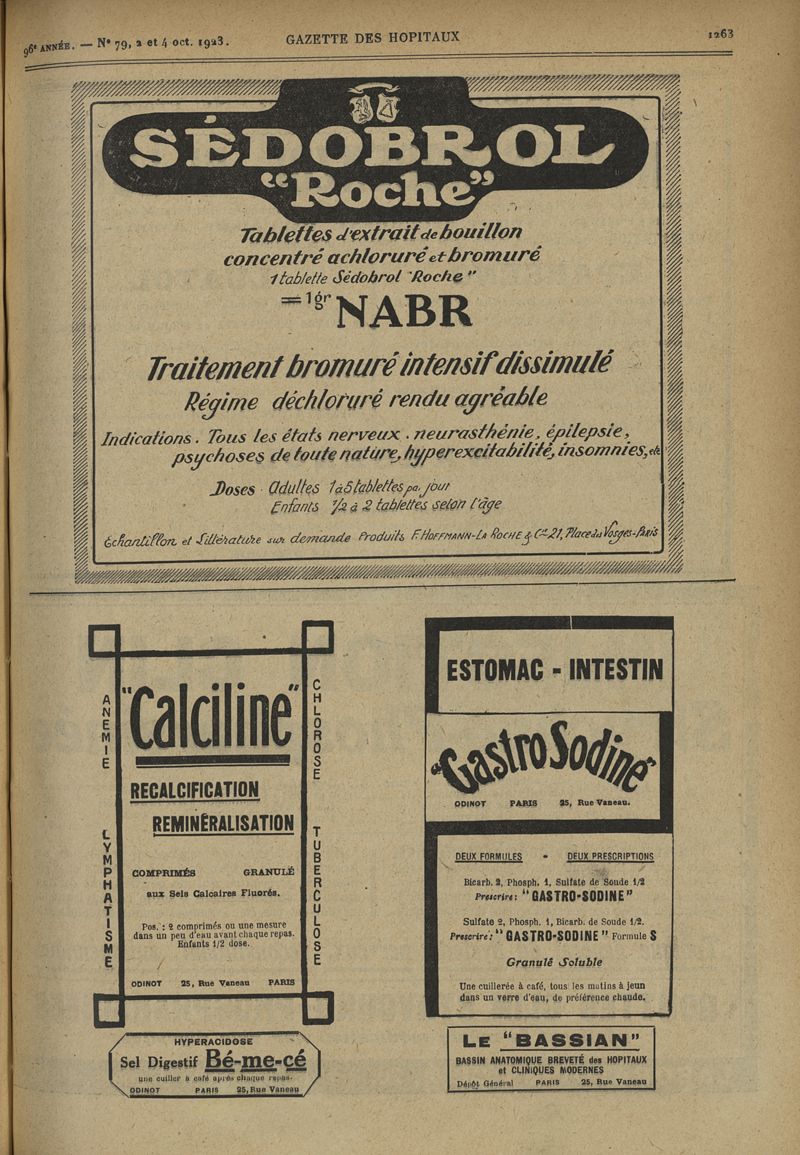 96e ANNÉE. — N° 79, 2 et 4 oct. 1923.
GAZETTE DES HOPITAUX
1263
SÉDOBROL
"Roche"
Tablettes d'extrait de bouillon
concentré achloruré et bromuré
1 tablette Sédobrol "Roche"
= 1gr NABR
Traitement bromuré intensif dissimulé
Régime déchloruré rendu agréable
Indications. Tous les états nerveux. neurasthénie, épilepsie,
psychoses de toute nature, hyperexcitabilité, insomnies, etc
Doses - Adultes 1 à 5 tablettes par jour
Enfants 1/2 à 2 tablettes selon l'âge
Échantillon et Littérature sur demande Produits F. HOFFMANN-LA ROCHE & Cie 21, Place des Vosges-Paris
ANEMIE
LYMPHATISME
"Calciline"
RECALCIFICATION
REMINÉRALISATION
COMPRIMÉS GRANULÉ
aux Sels Calcaires Fluorés.
Pos. : 2 comprimés ou une mesure
dans un peu d'eau avant chaque repas.
Enfants 1/2 dose.
ODINOT 25, Rue Vaneau PARIS
CHLOROSE
TUBERCULOSE
HYPERACIDOSE
Sel Digestif Bé-me-cé
une cuiller à café après chaque repas.
ODINOT PARIS 25, Rue Vaneau
ESTOMAC - INTESTIN
"GastroSodine"
ODINOT PARIS 25, Rue Vaneau.
DEUX FORMULES - DEUX PRESCRIPTIONS
Bicarb. 2, Phosph. 1, Sulfate de Soude 1/2
Prescrire: "GASTRO-SODINE"
Sulfate 2, Phosph. 1, Bicarb. de Soude 1/2.
Prescrire: "GASTRO-SODINE" Formule S
Granulé Soluble
Une cuillerée à café, tous les matins à jeun
dans un verre d'eau, de préférence chaude.
LE "BASSIAN"
BASSIN ANATOMIQUE BREVETÉ des HOPITAUX
et CLINIQUES MODERNES
Dépôt Général PARIS 25, Rue Vaneau